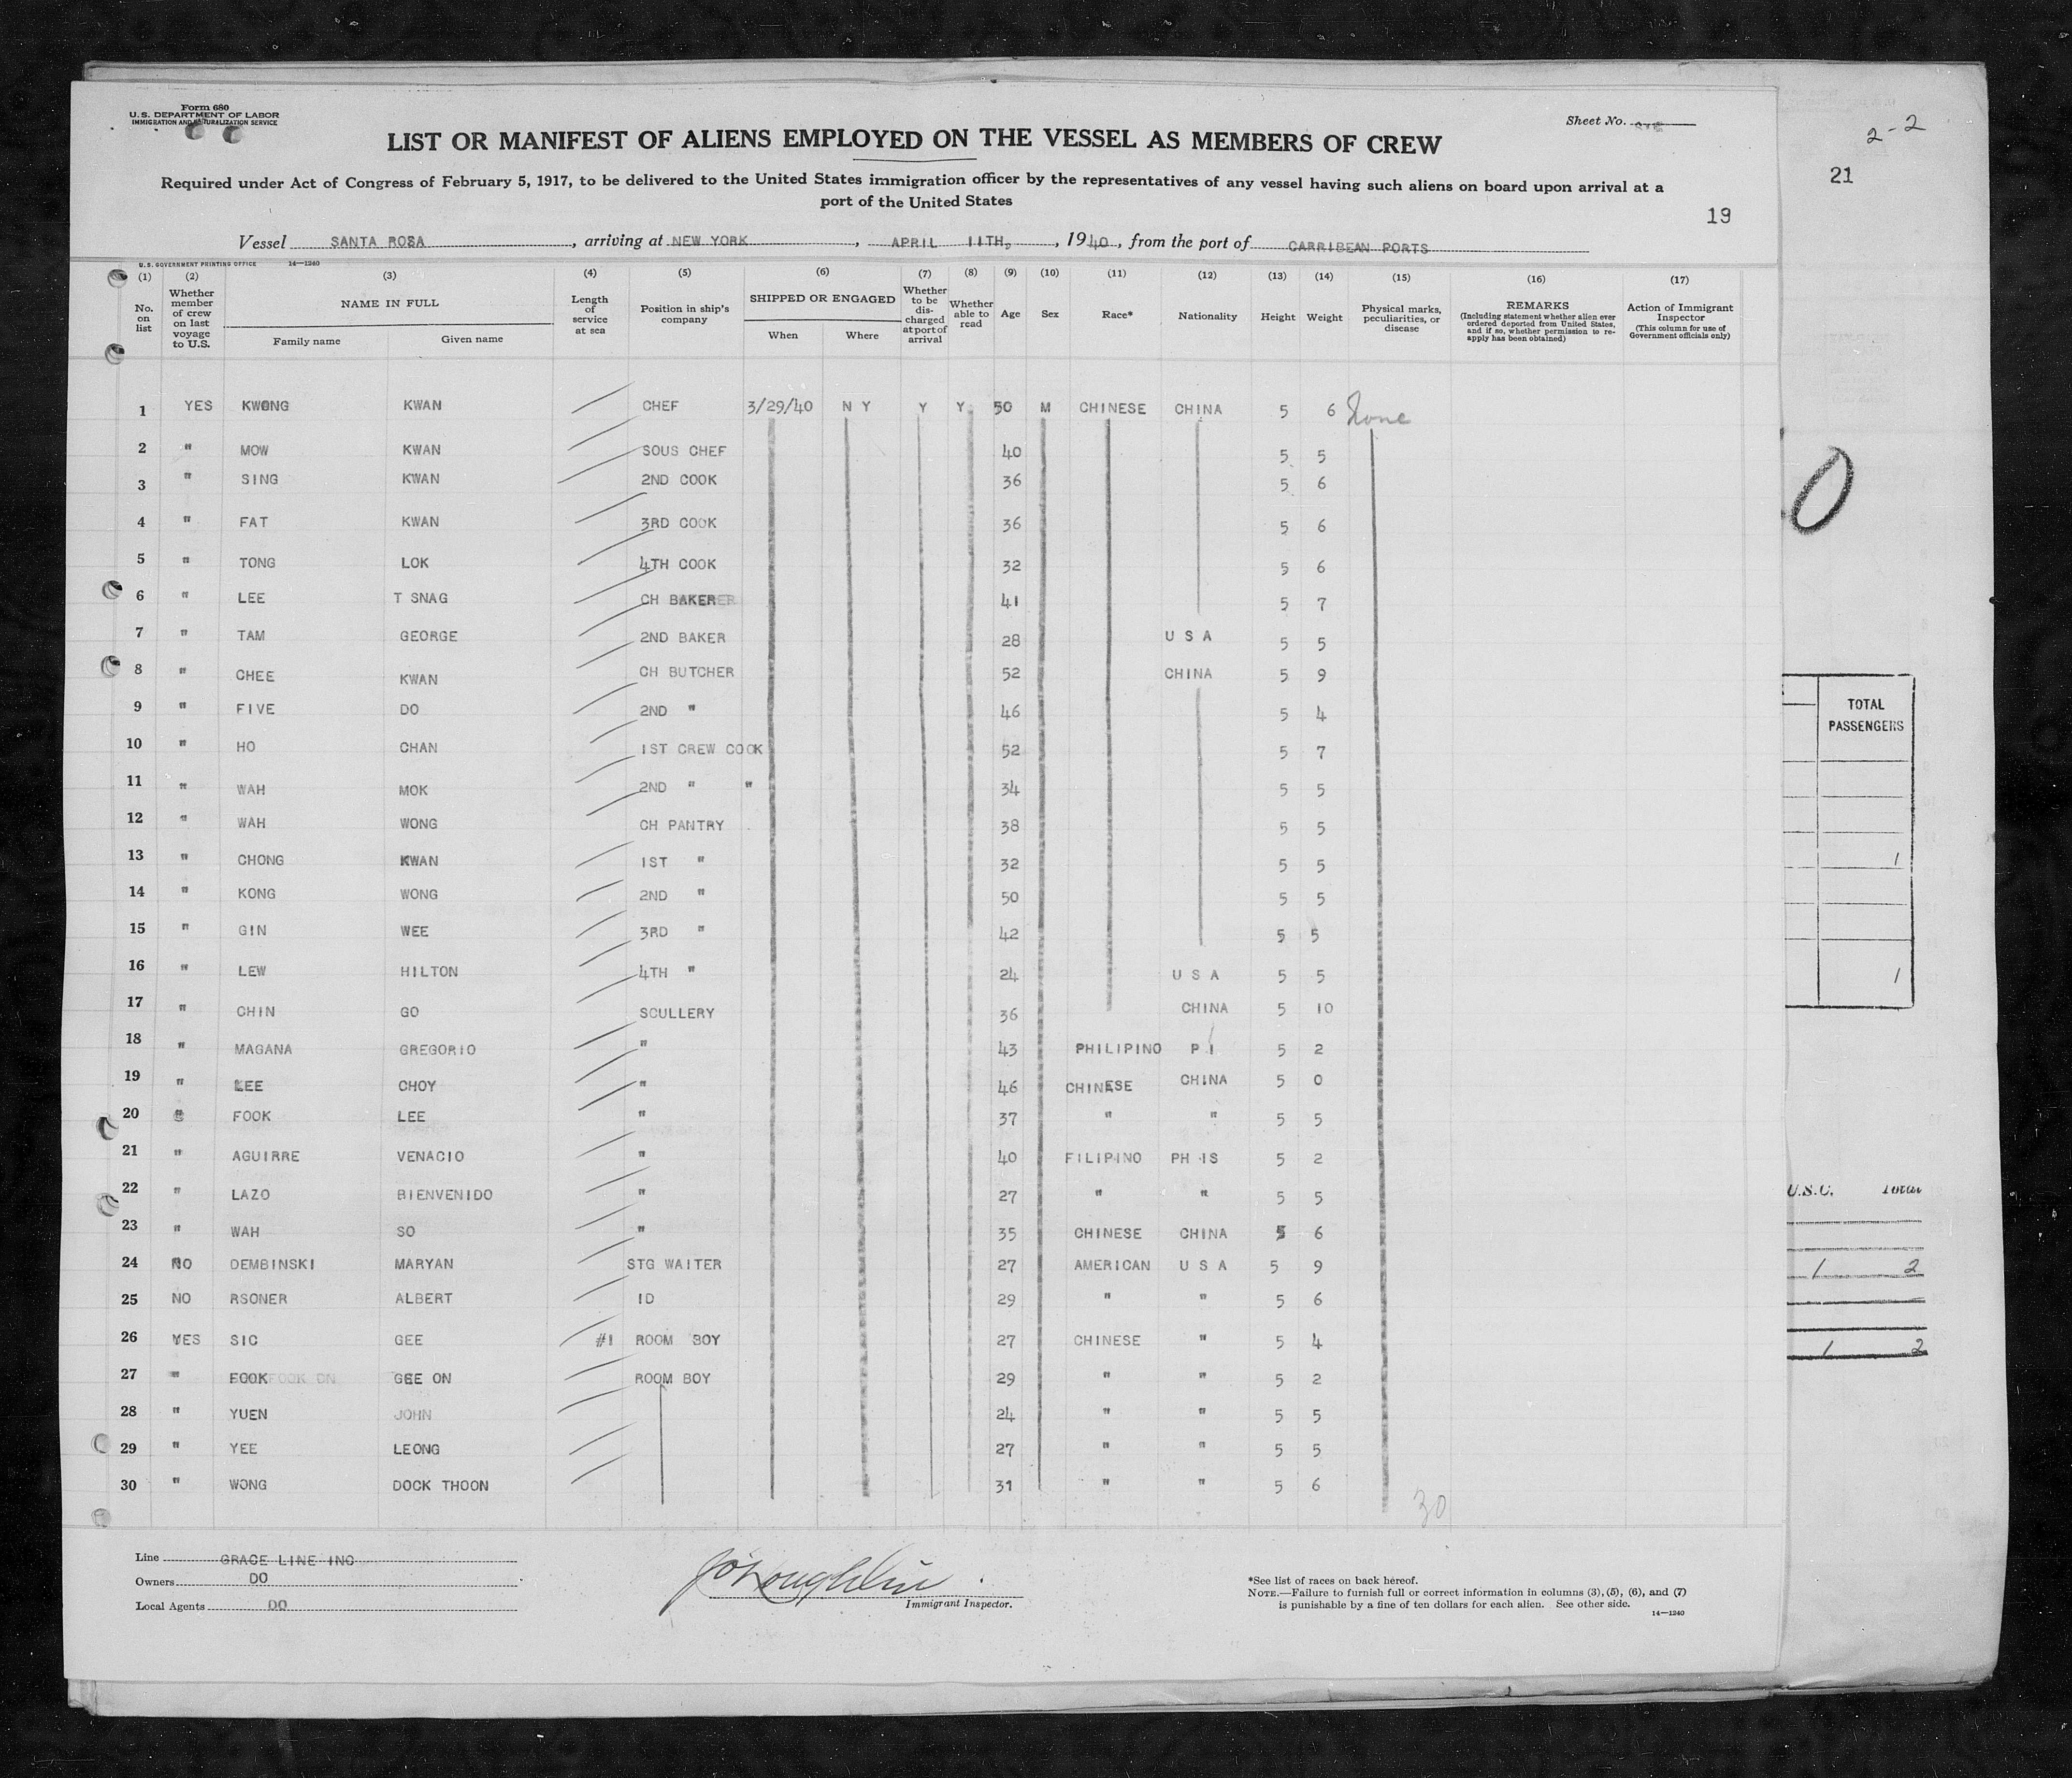 Form 680
U.S. DEPARTMENT OF LABOR
IMMIGRATION AND NATURALIZATION SERVICE
Sheet No.
2-2
21
LIST OR MANIFEST OF ALIENS EMPLOYED ON THE VESSEL AS MEMBERS OF CREW
Required under Act of Congress of February 5, 1917, to be delivered to the United States immigration officer by the representatives of any vessel having such aliens on board upon arrival at a
port of the United States
19
Vessel SANTA ROSA, arriving at NEW YORK, APRIL 11TH, 1940, from the port of CARRIBEAN PORTS
U.S. GOVERNMENT PRINTING OFFICE 14—1240
(1) (2) (3) (4) (5) (6) (7) (8) (9) (10) (11) (12) (13) (14) (15) (16) (17)
No. on list
Whether member of crew on last voyage to U.S.
NAME IN FULL
Family name Given name
Length of service at sea
Position in ship's company
SHIPPED OR ENGAGED
When Where
Whether to be discharged at port of arrival
Whether able to read
Age
Sex
Race*
Nationality
Height
Weight
Physical marks, peculiarities, or disease
REMARKS
(Including statement whether alien ever ordered deported from United States, and if so, whether permission to re-apply has been obtained)
Action of Immigrant Inspector
(This column for use of Government officials only)
1 YES KWONG KWAN CHEF 3/29/40 N Y Y Y 50 M CHINESE CHINA 5 6 None
2 " MOW KWAN SOUS CHEF 40 5 5
3 " SING KWAN 2ND COOK 36 5 6
4 " FAT KWAN 3RD COOK 36 5 6
5 " TONG LOK 4TH COOK 32 5 6
6 " LEE T SNAG CH BAKER 41 5 7
7 " TAM GEORGE 2ND BAKER 28 U S A 5 5
8 " CHEE KWAN CH BUTCHER 52 CHINA 5 9
9 " FIVE DO 2ND " 46 5 4
10 " HO CHAN 1ST CREW COOK 52 5 7
11 " WAH MOK 2ND " " 34 5 5
12 " WAH WONG CH PANTRY 38 5 5
13 " CHONG KWAN 1ST " 32 5 5
14 " KONG WONG 2ND " 50 5 5
15 " GIN WEE 3RD " 42 5 5
16 " LEW HILTON 4TH " 24 U S A 5 5
17 " CHIN GO SCULLERY 36 CHINA 5 10
18 " MAGANA GREGORIO " 43 PHILIPINO P I 5 2
19 " LEE CHOY " 46 CHINESE CHINA 5 0
20 " FOOK LEE " 37 " " 5 5
21 " AGUIRRE VENACIO " 40 FILIPINO PH IS 5 2
22 " LAZO BIENVENIDO " 27 " " 5 5
23 " WAH SO " 35 CHINESE CHINA 5 6
24 NO DEMBINSKI MARYAN STG WAITER 27 AMERICAN U S A 5 9
25 NO RSONER ALBERT ID 29 " " 5 6
26 YES SIC GEE #1 ROOM BOY 27 CHINESE " 5 4
27 " FOOK GEE ON ROOM BOY 29 " " 5 2
28 " YUEN JOHN 24 " " 5 5
29 " YEE LEONG 27 " " 5 5
30 " WONG DOCK THOON 31 " " 5 6
30
TOTAL
PASSENGERS
1
1
U.S.C. Total
1 2
1 2
Line GRACE LINE INC
Owners DO
Local Agents DO
J O'Loughlin
Immigrant Inspector.
*See list of races on back hereof.
NOTE.—Failure to furnish full or correct information in columns (3), (5), (6), and (7)
is punishable by a fine of ten dollars for each alien. See other side.
14—1240